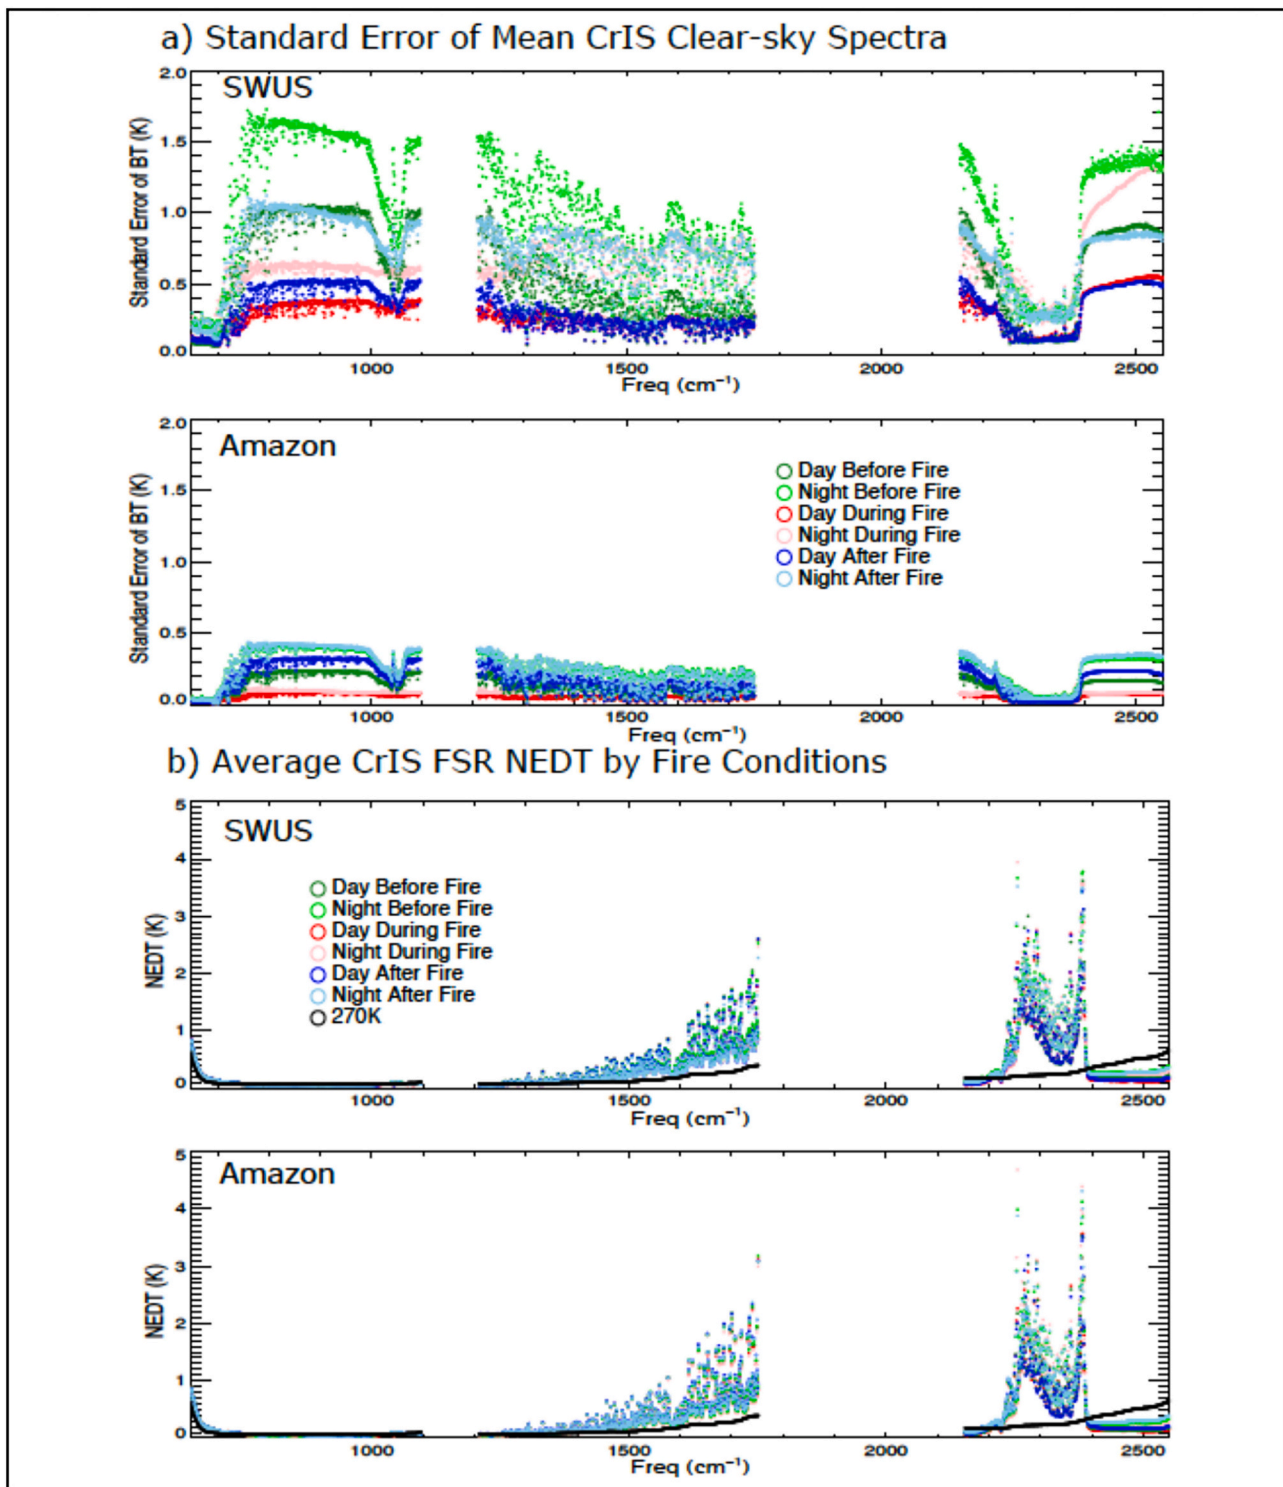 a) Standard Error of Mean CrIS Clear-sky Spectra
SWUS
Standard Error of BT (K)
2.0
1.5
1.0
0.5
0.0
1000
1500
2000
2500
Freq (cm⁻¹)
Amazon
Standard Error of BT (K)
2.0
1.5
1.0
0.5
0.0
Day Before Fire
Night Before Fire
Day During Fire
Night During Fire
Day After Fire
Night After Fire
1000
1500
2000
2500
Freq (cm⁻¹)
b) Average CrIS FSR NEDT by Fire Conditions
SWUS
NEDT (K)
5
4
3
2
1
0
Day Before Fire
Night Before Fire
Day During Fire
Night During Fire
Day After Fire
Night After Fire
270K
1000
1500
2000
2500
Freq (cm⁻¹)
Amazon
NEDT (K)
5
4
3
2
1
0
1000
1500
2000
2500
Freq (cm⁻¹)